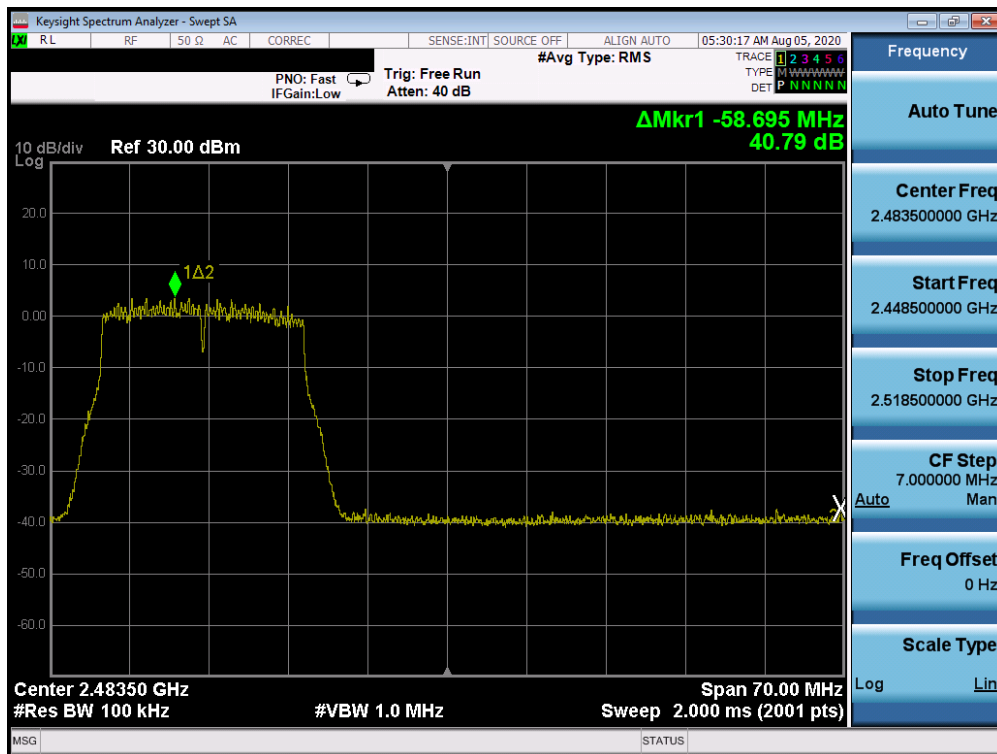 Keysight Spectrum Analyzer - Swept SA
LXI RL RF 50 Ω AC CORREC SENSE:INT SOURCE OFF ALIGN AUTO 05:30:17 AM Aug 05, 2020
#Avg Type: RMS
TRACE 1 2 3 4 5 6
PNO: Fast
Trig: Free Run
TYPE M WWWWW
IFGain:Low
Atten: 40 dB
DET P N N N N N
ΔMkr1 -58.695 MHz
40.79 dB
10 dB/div
Ref 30.00 dBm
Log
20.0
10.0
0.00
-10.0
-20.0
-30.0
-40.0
-50.0
-60.0
1Δ2
X
Center 2.48350 GHz
Span 70.00 MHz
#Res BW 100 kHz
#VBW 1.0 MHz
Sweep 2.000 ms (2001 pts)
MSG
STATUS
Frequency
Auto Tune
Center Freq
2.483500000 GHz
Start Freq
2.448500000 GHz
Stop Freq
2.518500000 GHz
CF Step
7.000000 MHz
Auto Man
Freq Offset
0 Hz
Scale Type
Log Lin